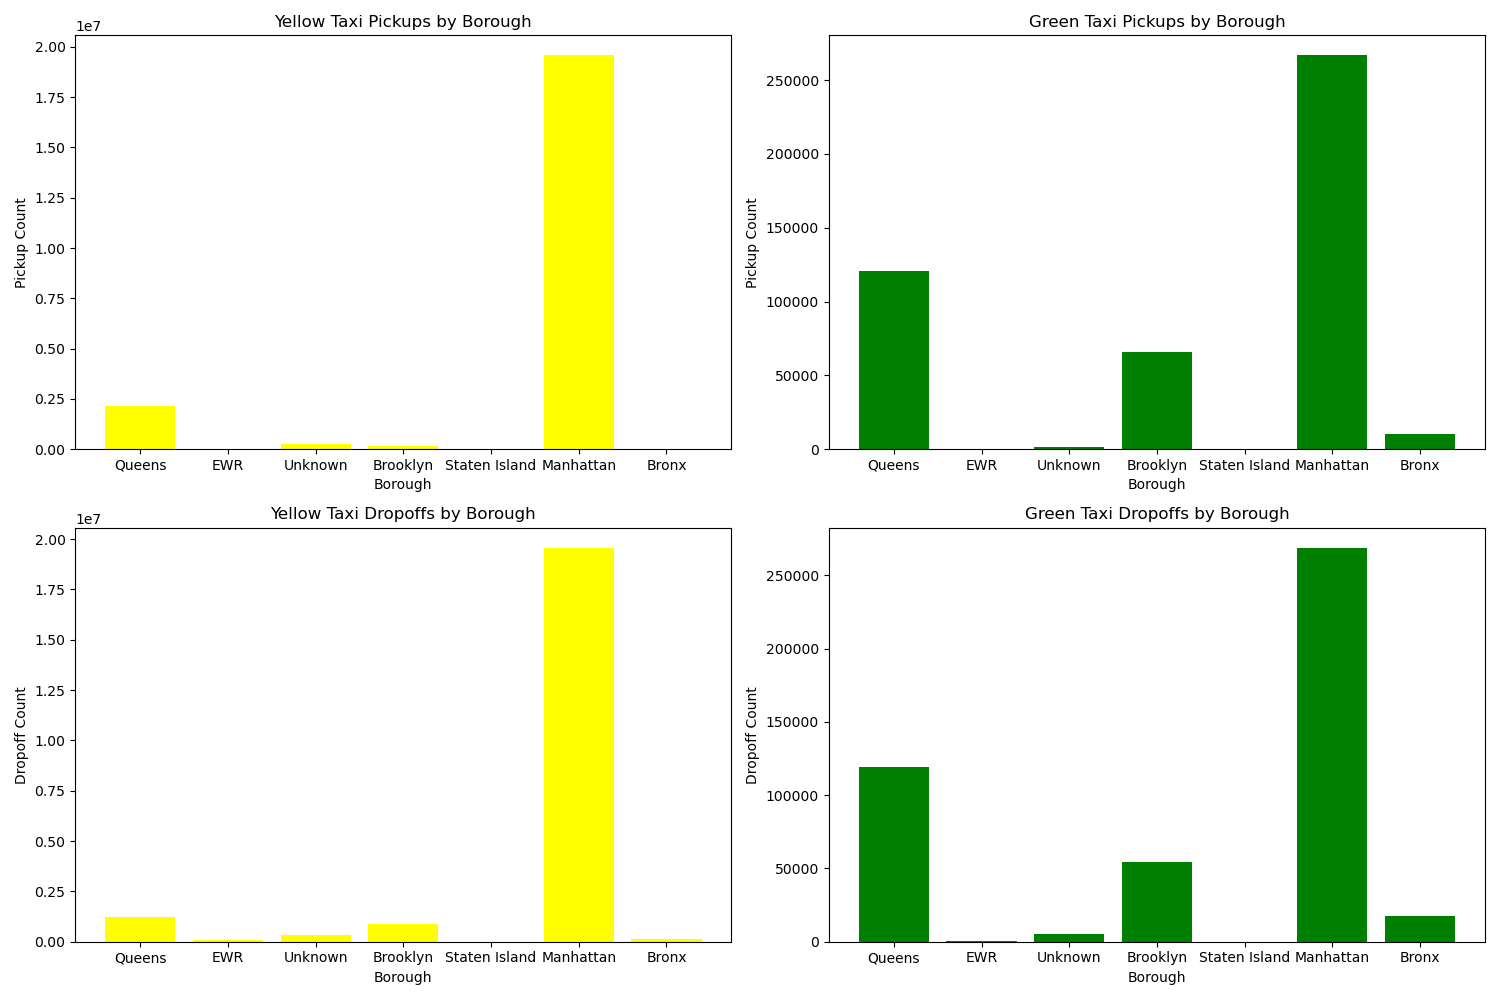 Yellow Taxi Pickups by Borough
1e7
2.00
1.75
1.50
1.25
1.00
0.75
0.50
0.25
0.00
Pickup Count
Queens EWR Unknown Brooklyn Staten Island Manhattan Bronx
Borough
Green Taxi Pickups by Borough
250000
200000
150000
100000
50000
0
Pickup Count
Queens EWR Unknown Brooklyn Staten Island Manhattan Bronx
Borough
Yellow Taxi Dropoffs by Borough
1e7
2.00
1.75
1.50
1.25
1.00
0.75
0.50
0.25
0.00
Dropoff Count
Queens EWR Unknown Brooklyn Staten Island Manhattan Bronx
Borough
Green Taxi Dropoffs by Borough
250000
200000
150000
100000
50000
0
Dropoff Count
Queens EWR Unknown Brooklyn Staten Island Manhattan Bronx
Borough